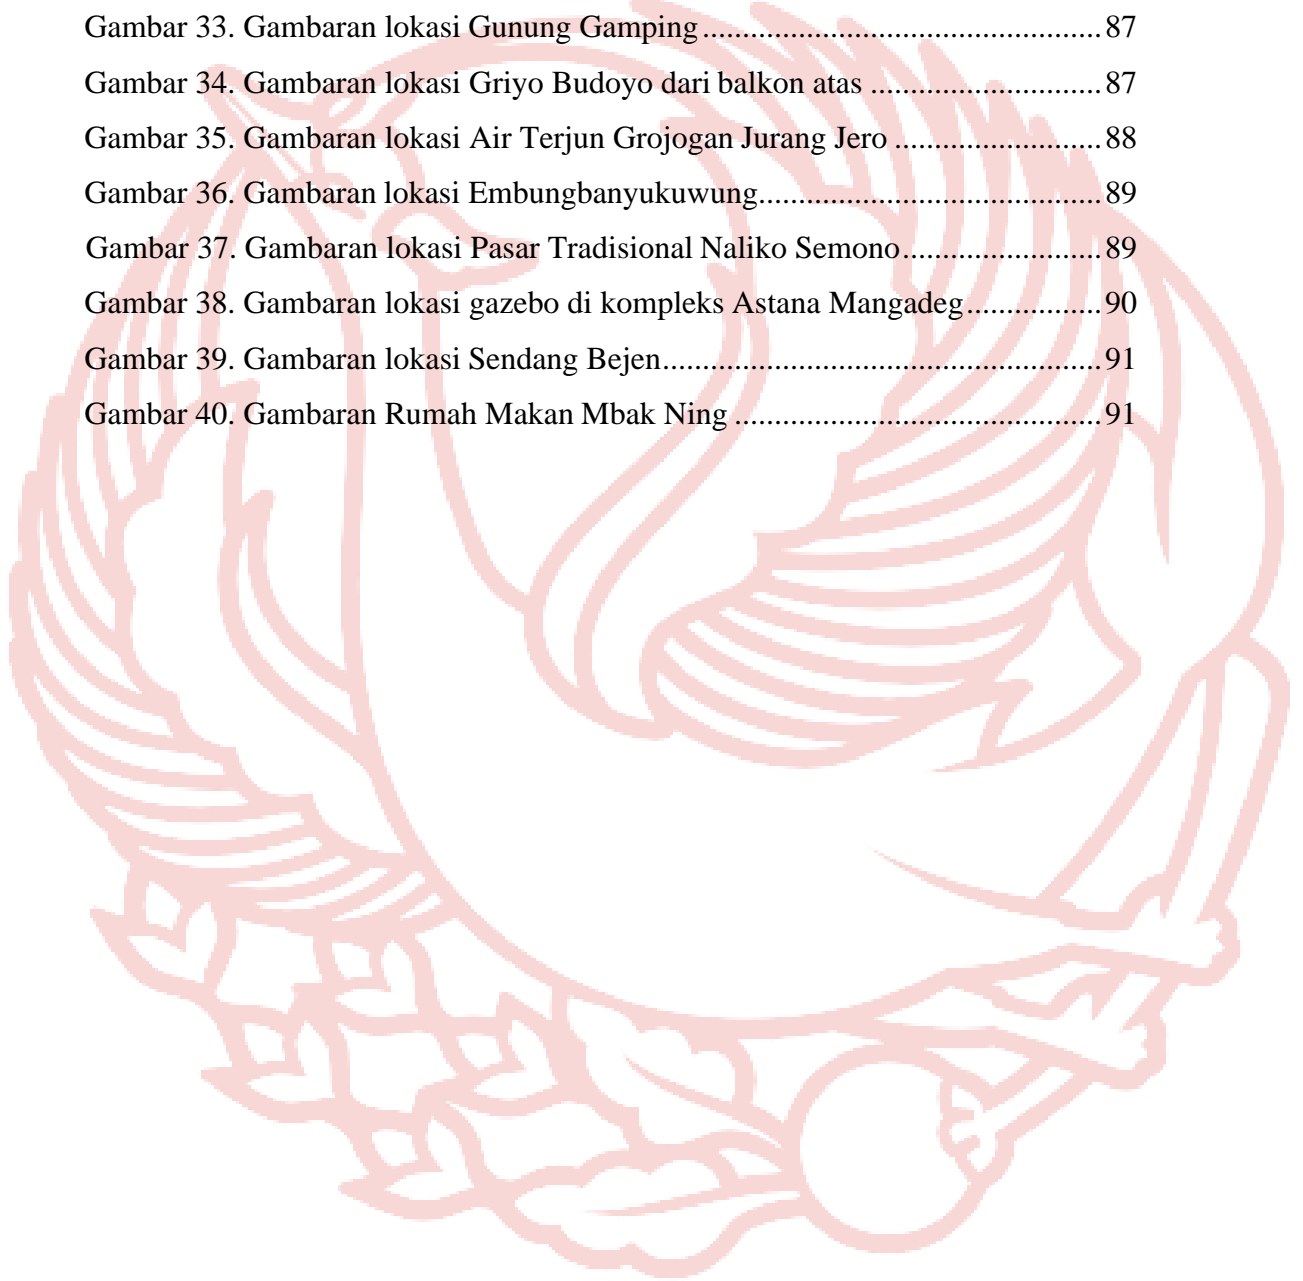 Gambar 33. Gambaran lokasi Gunung Gamping..........................................87
Gambar 34. Gambaran lokasi Griyo Budoyo dari balkon atas ........................87
Gambar 35. Gambaran lokasi Air Terjun Grojogan Jurang Jero ......................88
Gambar 36. Gambaran lokasi Embungbanyukuwung....................................89
Gambar 37. Gambaran lokasi Pasar Tradisional Naliko Semono.....................89
Gambar 38. Gambaran lokasi gazebo di kompleks Astana Mangadeg..............90
Gambar 39. Gambaran lokasi Sendang Bejen..............................................91
Gambar 40. Gambaran Rumah Makan Mbak Ning ......................................91